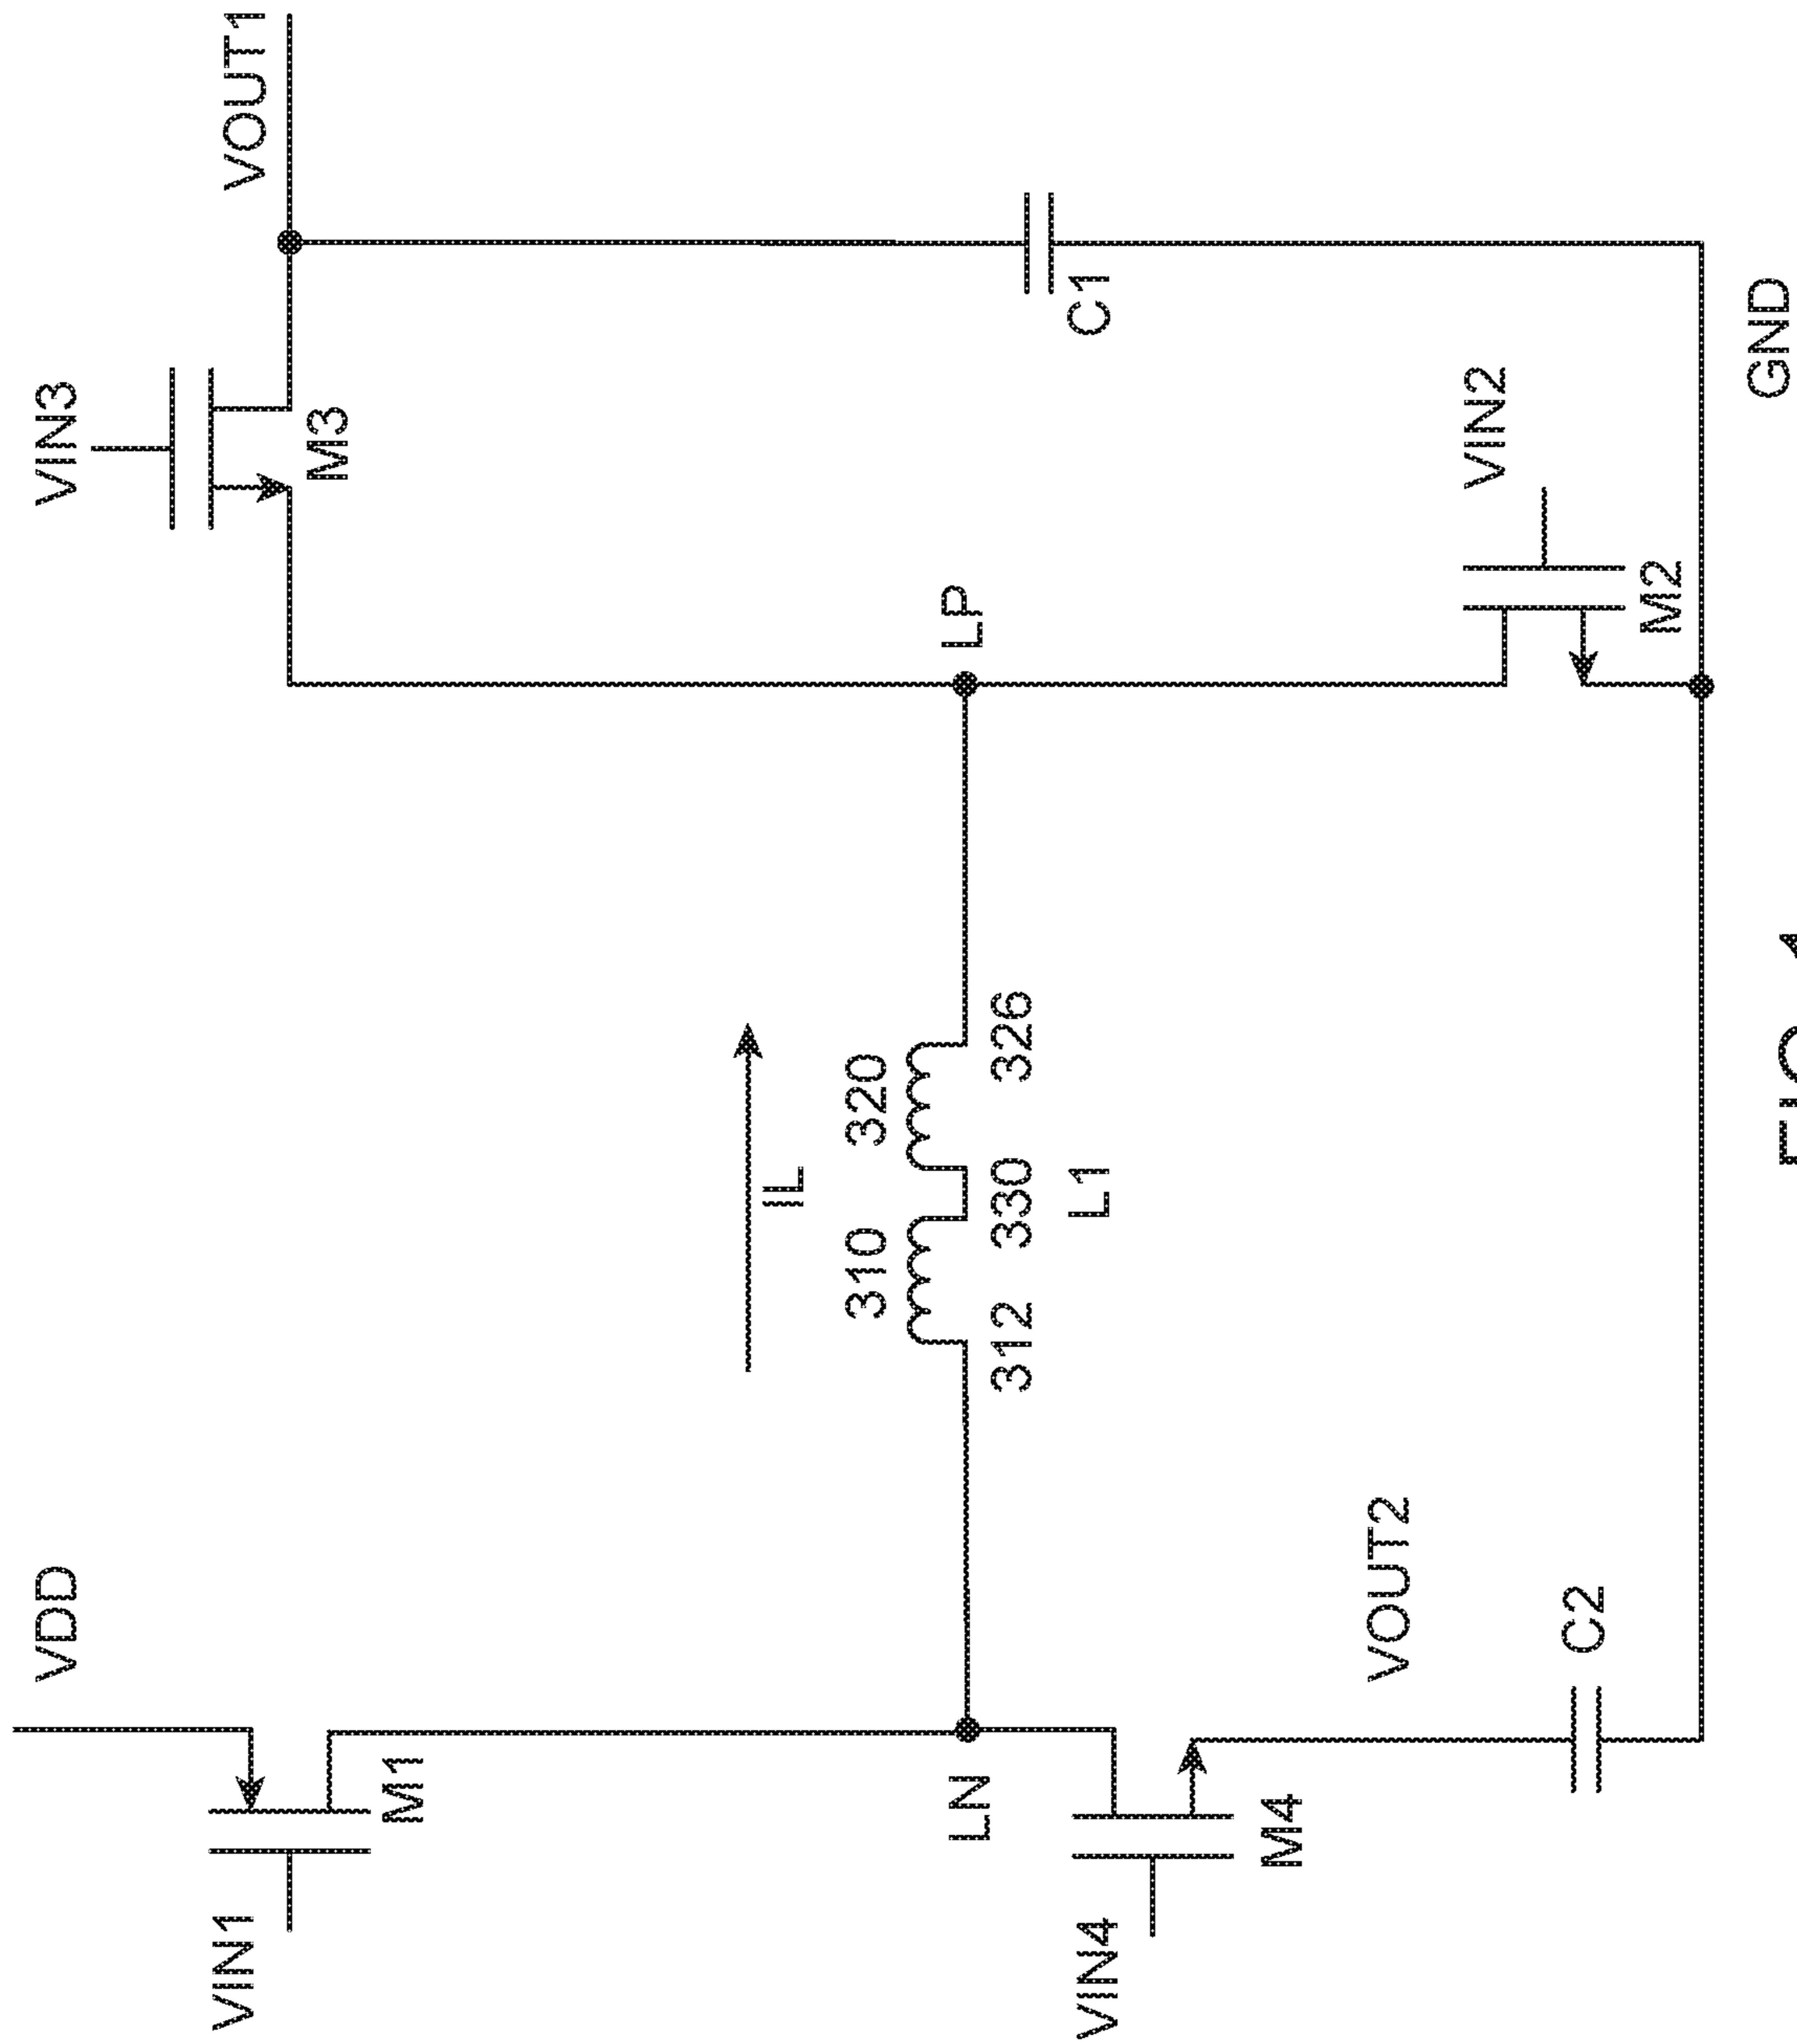 VDD
VIN3
VOUT1
VIN1
M1
M3
IL
310
320
LN
LP
312
330
326
L1
C1
VIN4
M4
VOUT2
VIN2
C2
M2
GND